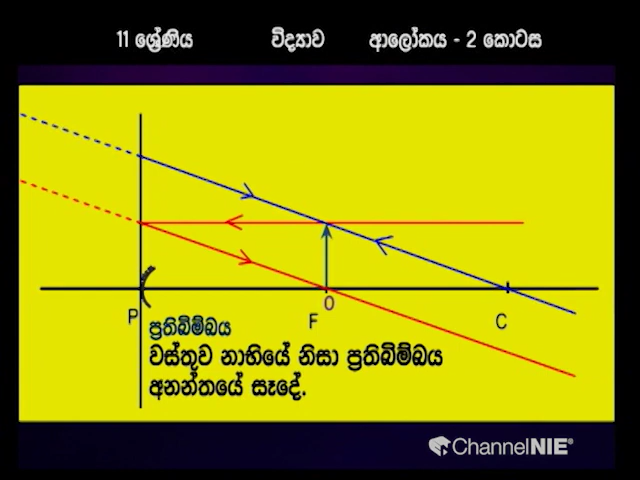 11 ශ්‍රේණිය විද්‍යාව ආලෝකය - 2 කොටස
P
O
F
C
ප්‍රතිබිම්බය
වස්තුව නාභියේ නිසා ප්‍රතිබිම්බය
අනන්තයේ සෑදේ.
ChannelNIE®